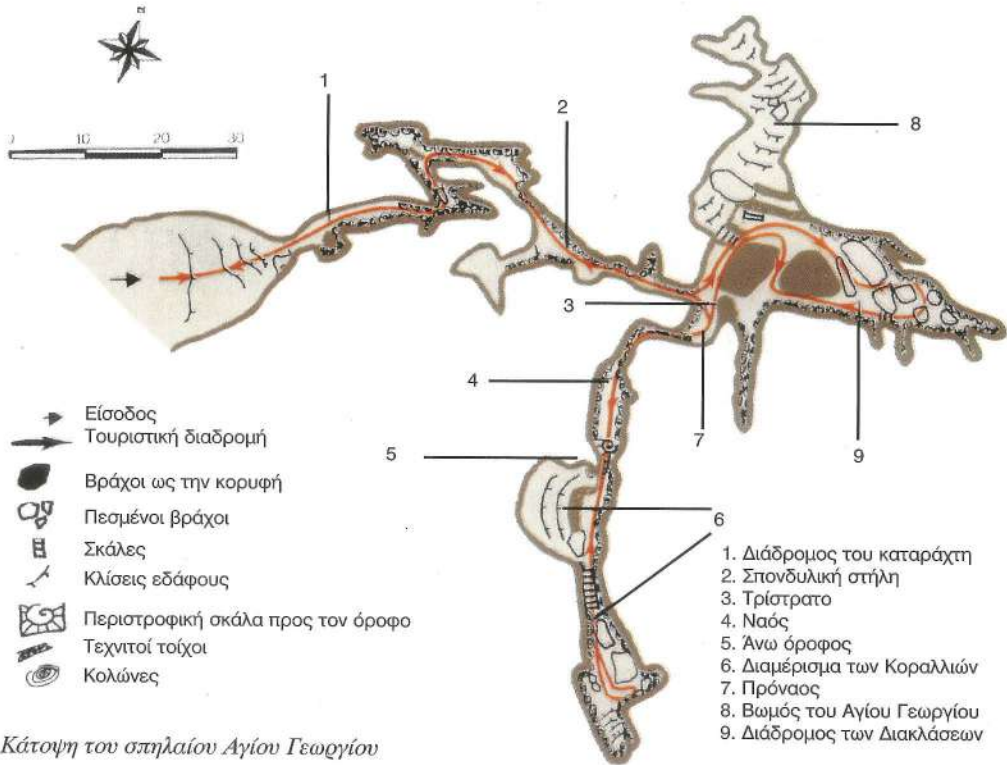 N
0 10 20 30
1
2
8
3
4
5
7
9
6
Είσοδος
Τουριστική διαδρομή
Βράχοι ως την κορυφή
Πεσμένοι βράχοι
Σκάλες
Κλίσεις εδάφους
Περιστροφική σκάλα προς τον όροφο
Τεχνιτοί τοίχοι
Κολώνες
1. Διάδρομος του καταράχτη
2. Σπονδυλική στήλη
3. Τρίστρατο
4. Ναός
5. Άνω όροφος
6. Διαμέρισμα των Κοραλλιών
7. Πρόναος
8. Βωμός του Αγίου Γεωργίου
9. Διάδρομος των Διακλάσεων
Κάτοψη του σπηλαίου Αγίου Γεωργίου